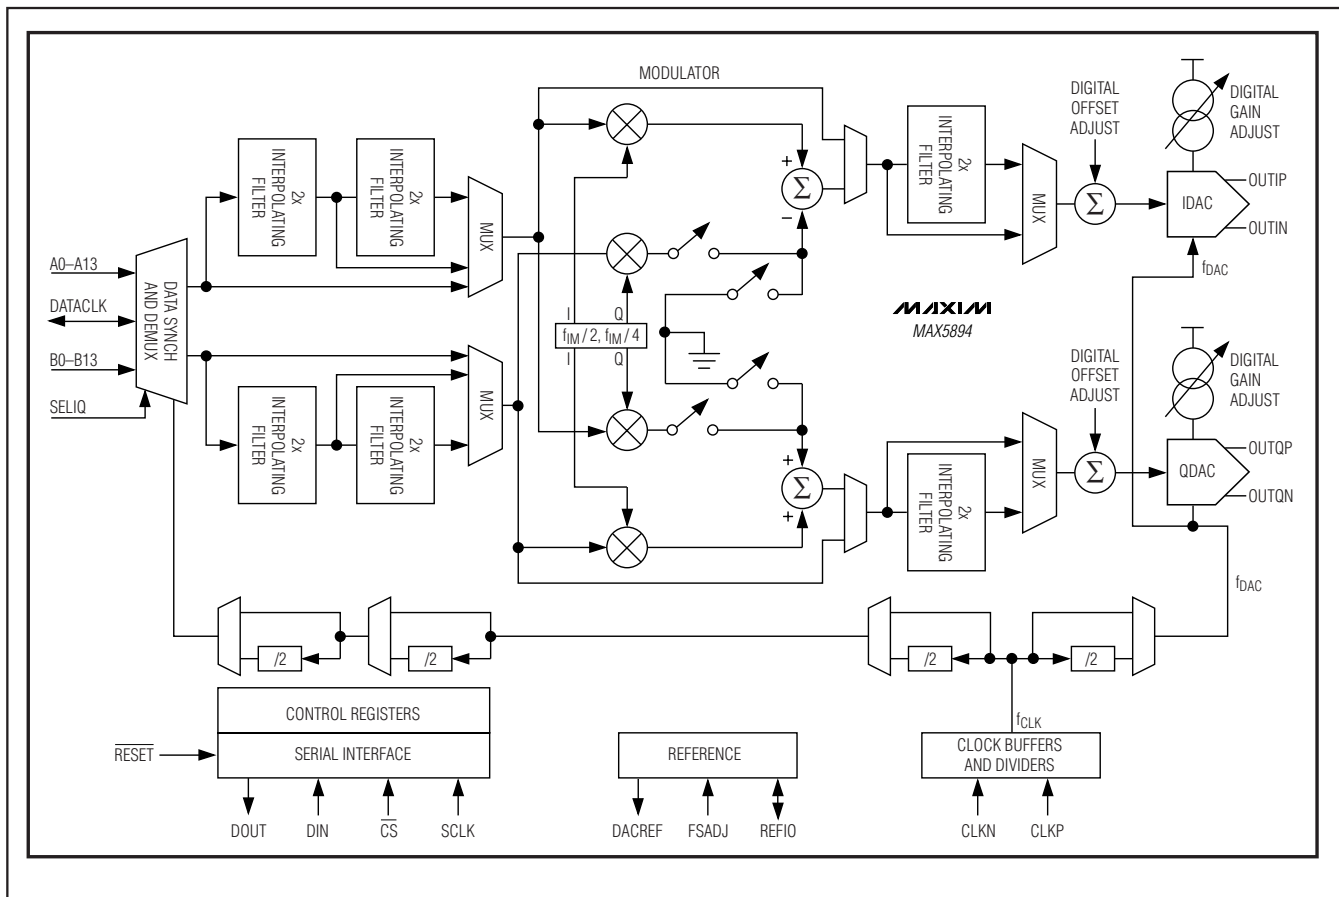 MODULATOR
DIGITAL
OFFSET
ADJUST
DIGITAL
GAIN
ADJUST
2x
INTERPOLATING
FILTER
2x
INTERPOLATING
FILTER
MUX
Σ
2x
INTERPOLATING
FILTER
MUX
Σ
IDAC
OUTIP
OUTIN
+
−
A0–A13
DATACLK
B0–B13
SELIQ
DATA SYNCH
AND DEMUX
I
Q
fIM / 2, fIM / 4
I
Q
fDAC
MAXIM
MAX5894
DIGITAL
OFFSET
ADJUST
DIGITAL
GAIN
ADJUST
MUX
2x
INTERPOLATING
FILTER
2x
INTERPOLATING
FILTER
+
Σ
+
2x
INTERPOLATING
FILTER
MUX
Σ
QDAC
OUTQP
OUTQN
fDAC
/2
/2
/2
/2
fCLK
CONTROL REGISTERS
RESET
SERIAL INTERFACE
REFERENCE
CLOCK BUFFERS
AND DIVIDERS
DOUT
DIN
CS
SCLK
DACREF
FSADJ
REFIO
CLKN
CLKP